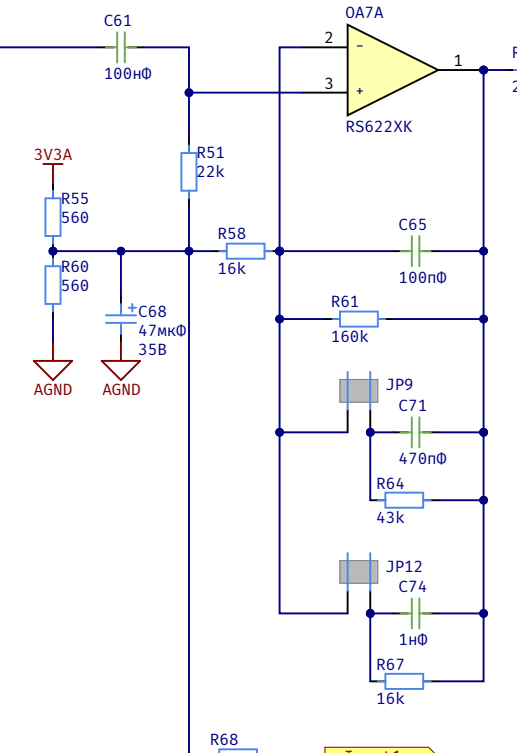 C61
100нФ
OA7A
2
3
1
RS622XK
R51
22k
3V3A
R55
560
R60
560
R58
16k
C65
100пФ
C68
47мкФ
35В
R61
160k
AGND
AGND
JP9
C71
470пФ
R64
43k
JP12
C74
1нФ
R67
16k
R68